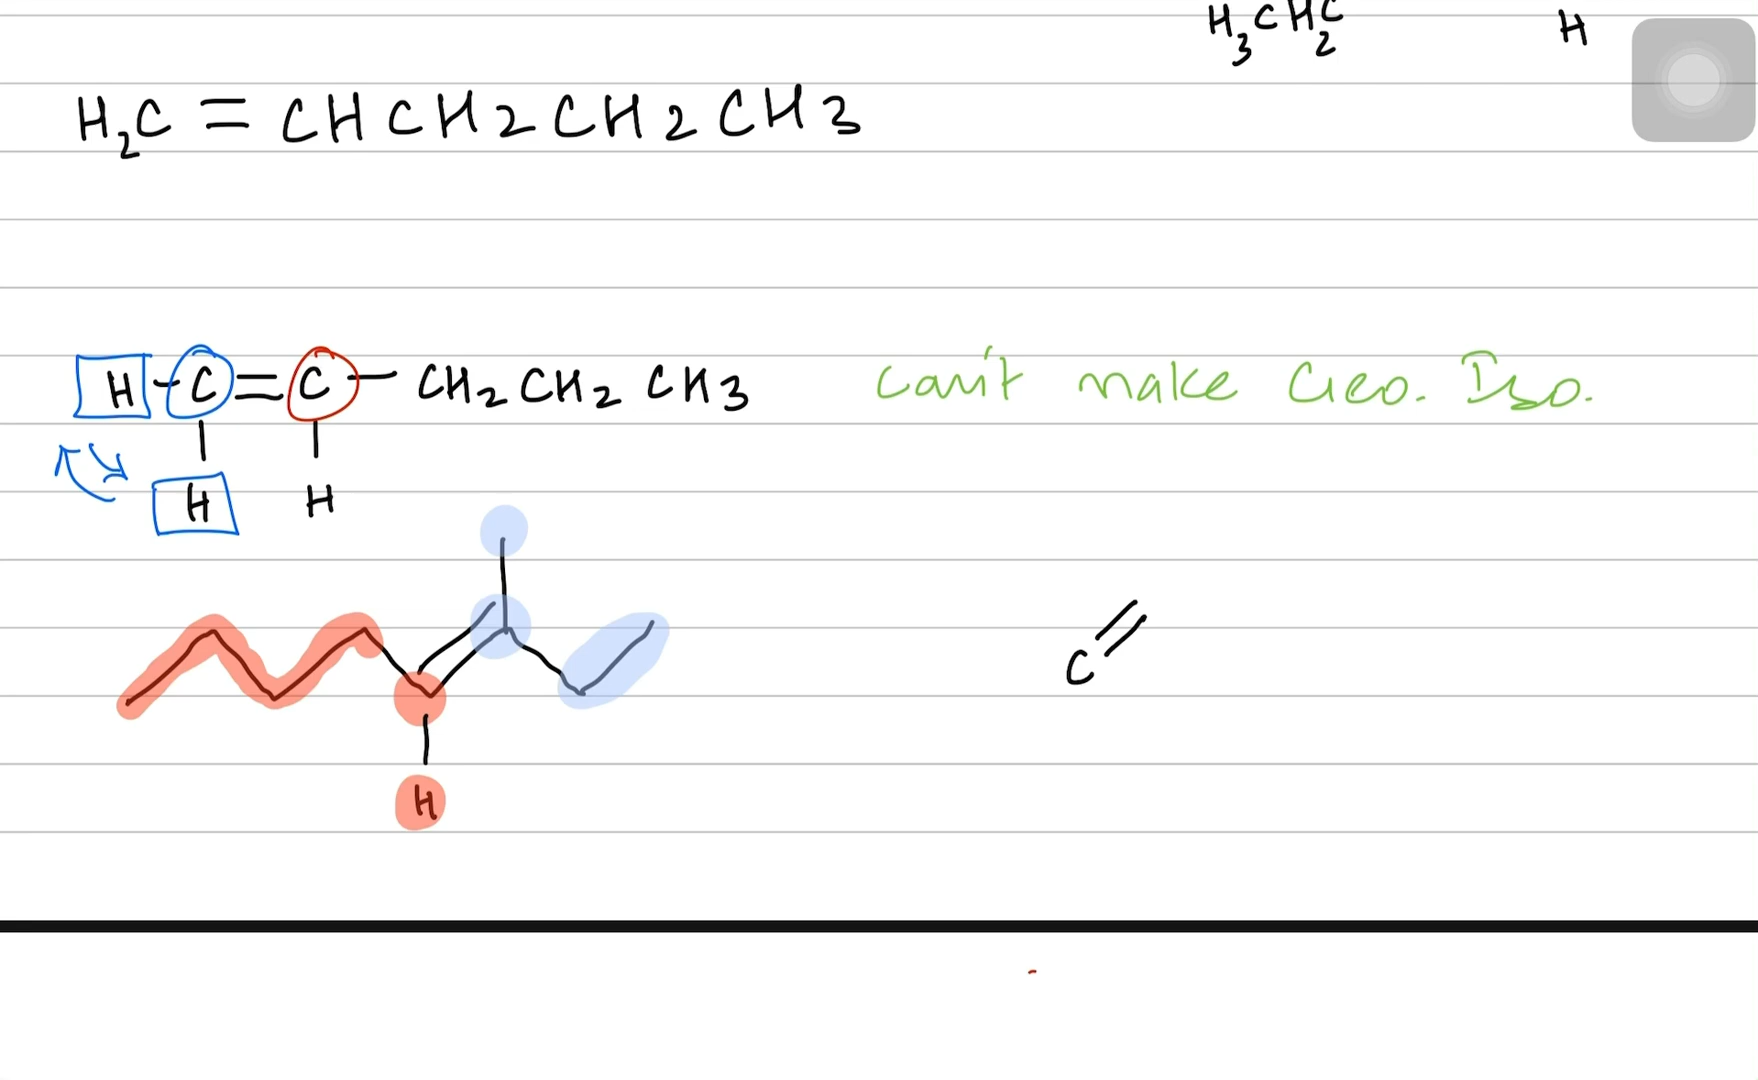 H3CH2C H
H2C = CHCH2CH2CH3
H-C=C-CH2CH2CH3 Can't make Geo. Iso.
H H
C
H